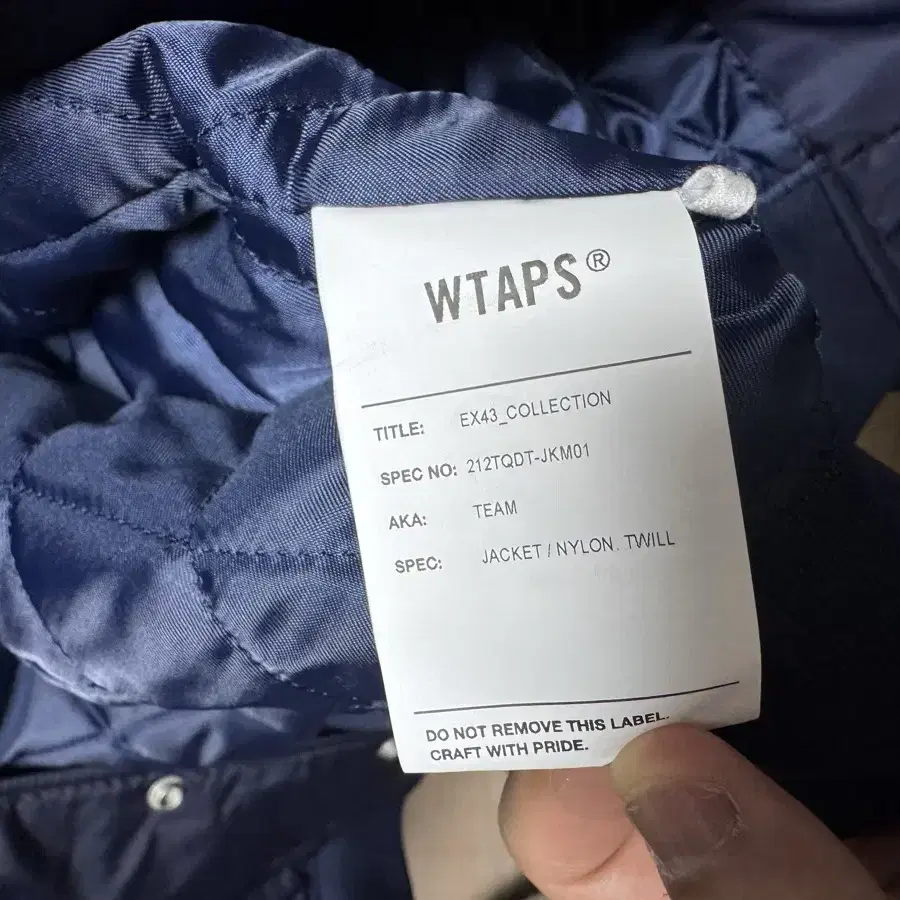 WTAPS®
TITLE: EX43_COLLECTION
SPEC NO: 212TQDT-JKM01
AKA: TEAM
SPEC: JACKET / NYLON. TWILL
DO NOT REMOVE THIS LABEL.
CRAFT WITH PRIDE.